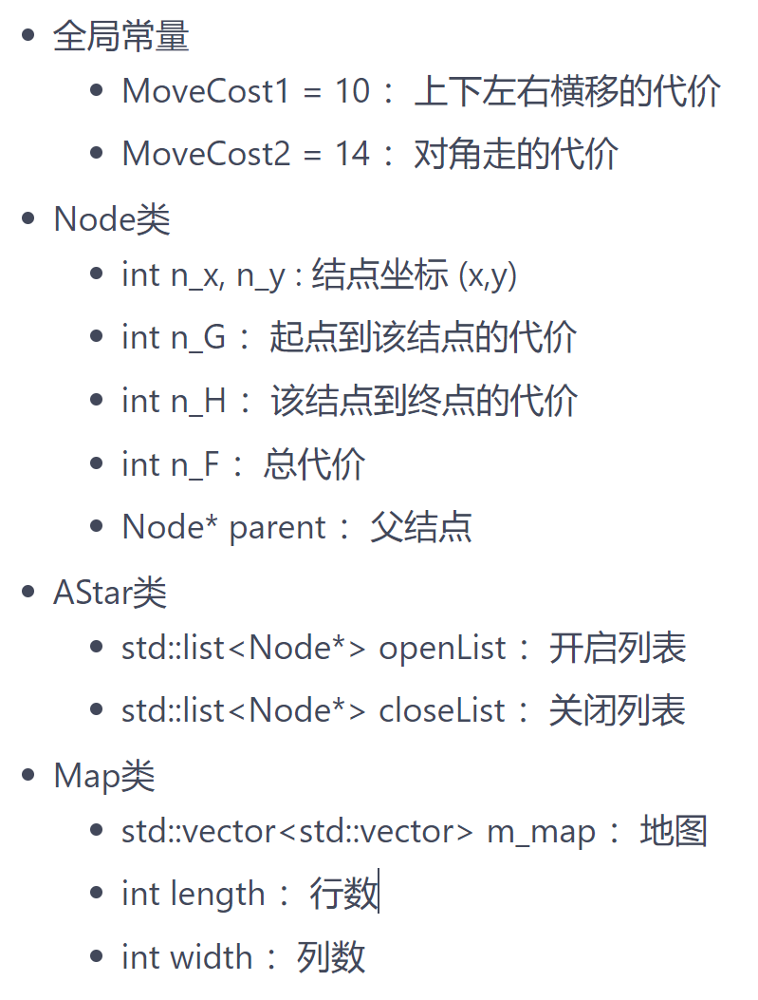 全局常量
MoveCost1 = 10 ：上下左右横移的代价
MoveCost2 = 14 ：对角走的代价
Node类
int n_x, n_y : 结点坐标 (x,y)
int n_G ：起点到该结点的代价
int n_H ：该结点到终点的代价
int n_F ：总代价
Node* parent ：父结点
AStar类
std::list<Node*> openList ：开启列表
std::list<Node*> closeList ：关闭列表
Map类
std::vector<std::vector> m_map ：地图
int length ：行数
int width ：列数